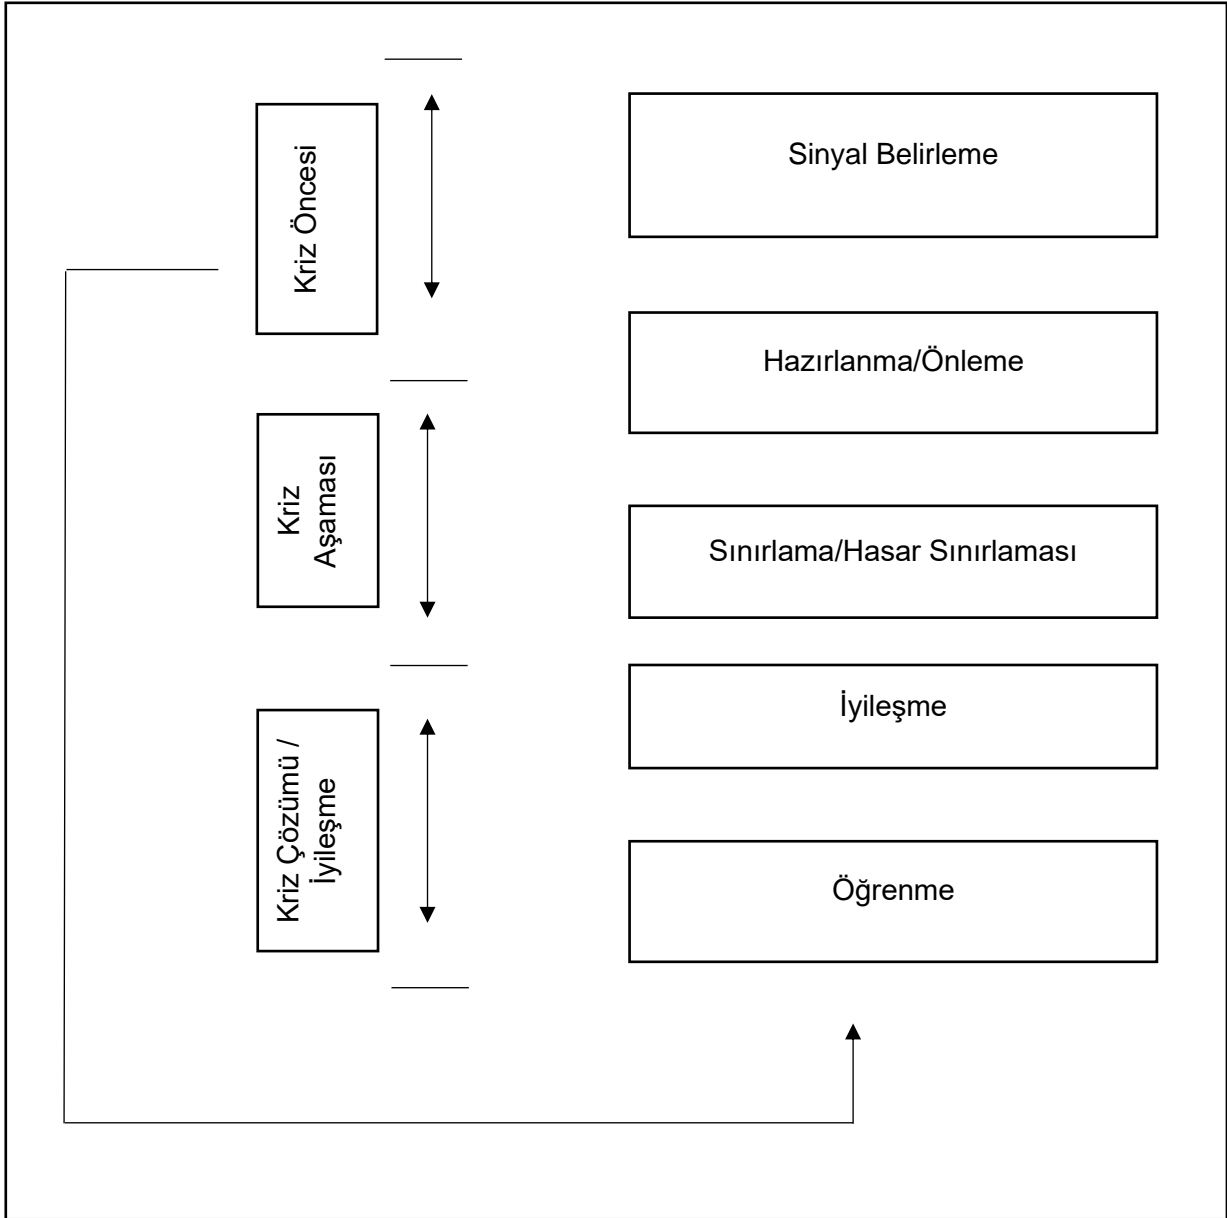 Kriz Öncesi
Sinyal Belirleme
Hazırlanma/Önleme
Kriz
Aşaması
Sınırlama/Hasar Sınırlaması
Kriz Çözümü /
İyileşme
İyileşme
Öğrenme